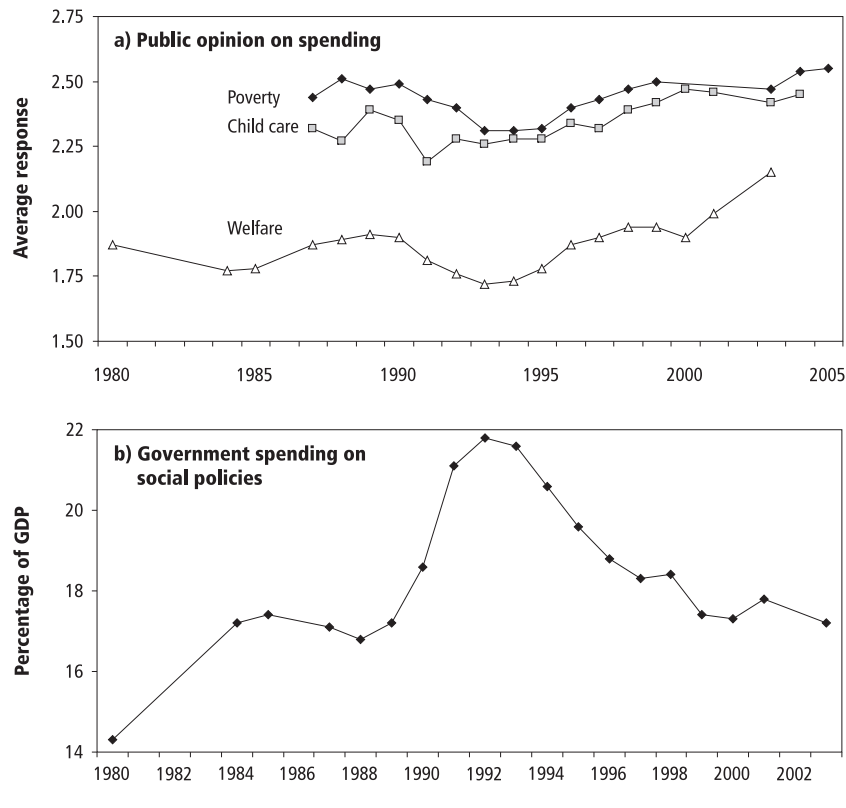 2.75
a) Public opinion on spending
2.50
Poverty
Child care
2.25
Average response
2.00
Welfare
1.75
1.50
1980 1985 1990 1995 2000 2005
22
b) Government spending on
social policies
20
Percentage of GDP
18
16
14
1980 1982 1984 1986 1988 1990 1992 1994 1996 1998 2000 2002